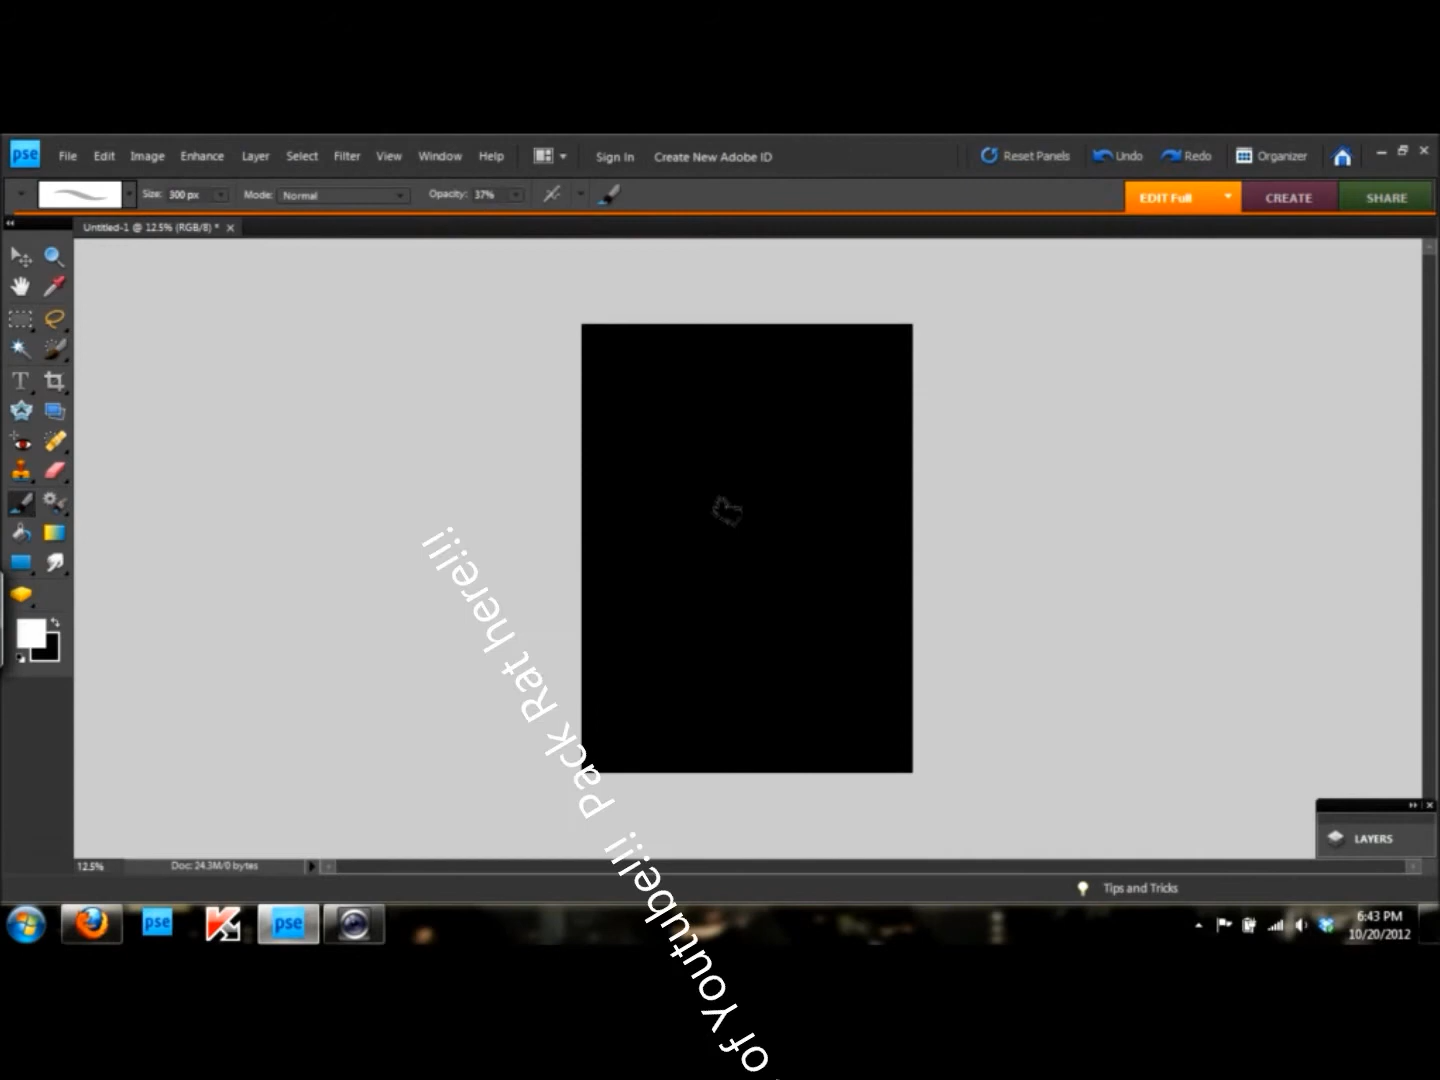 pse File Edit Image Enhance Layer Select Filter View Window Help Sign In Create New Adobe ID Reset Panels Undo Redo Organizer
Size: 300 px Mode: Normal Opacity: 37% EDIT Full CREATE SHARE
Untitled-1 @ 12.5% (RGB/8) *
T
of Youtube!!! Pack Rat here!!!
LAYERS
12.5% Doc: 24.3M/0 bytes
Tips and Tricks
pse pse 6:43 PM
10/20/2012